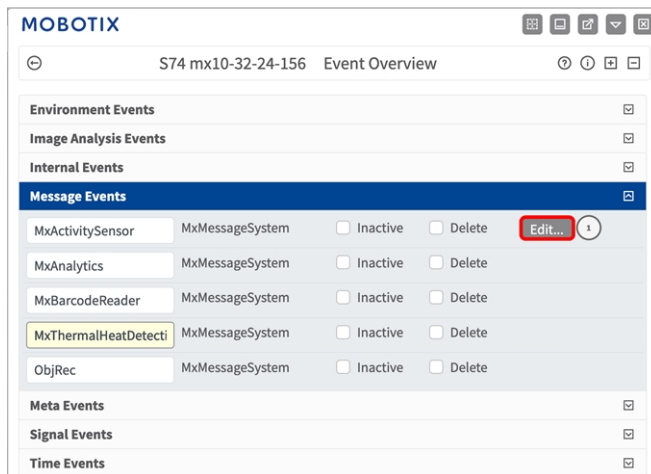 MOBOTIX
S74 mx10-32-24-156 Event Overview
Environment Events
Image Analysis Events
Internal Events
Message Events
MxActivitySensor MxMessageSystem Inactive Delete Edit... 1
MxAnalytics MxMessageSystem Inactive Delete
MxBarcodeReader MxMessageSystem Inactive Delete
MxThermalHeatDetecti MxMessageSystem Inactive Delete
ObjRec MxMessageSystem Inactive Delete
Meta Events
Signal Events
Time Events